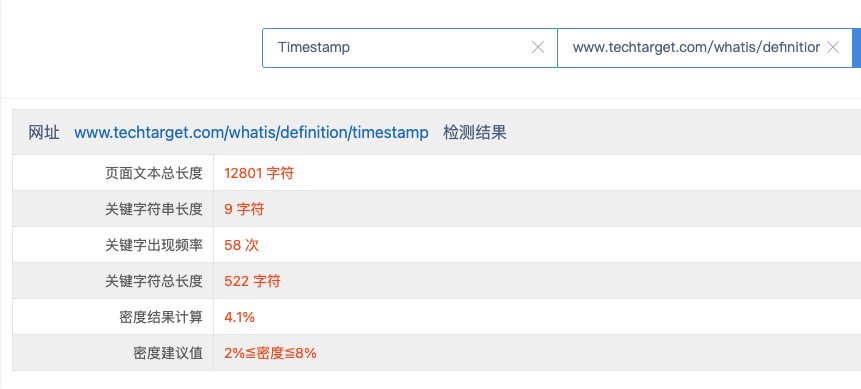 Timestamp www.techtarget.com/whatis/definitior
网址 www.techtarget.com/whatis/definition/timestamp 检测结果
页面文本总长度 12801 字符
关键字符串长度 9 字符
关键字出现频率 58 次
关键字符总长度 522 字符
密度结果计算 4.1%
密度建议值 2%≦密度≦8%